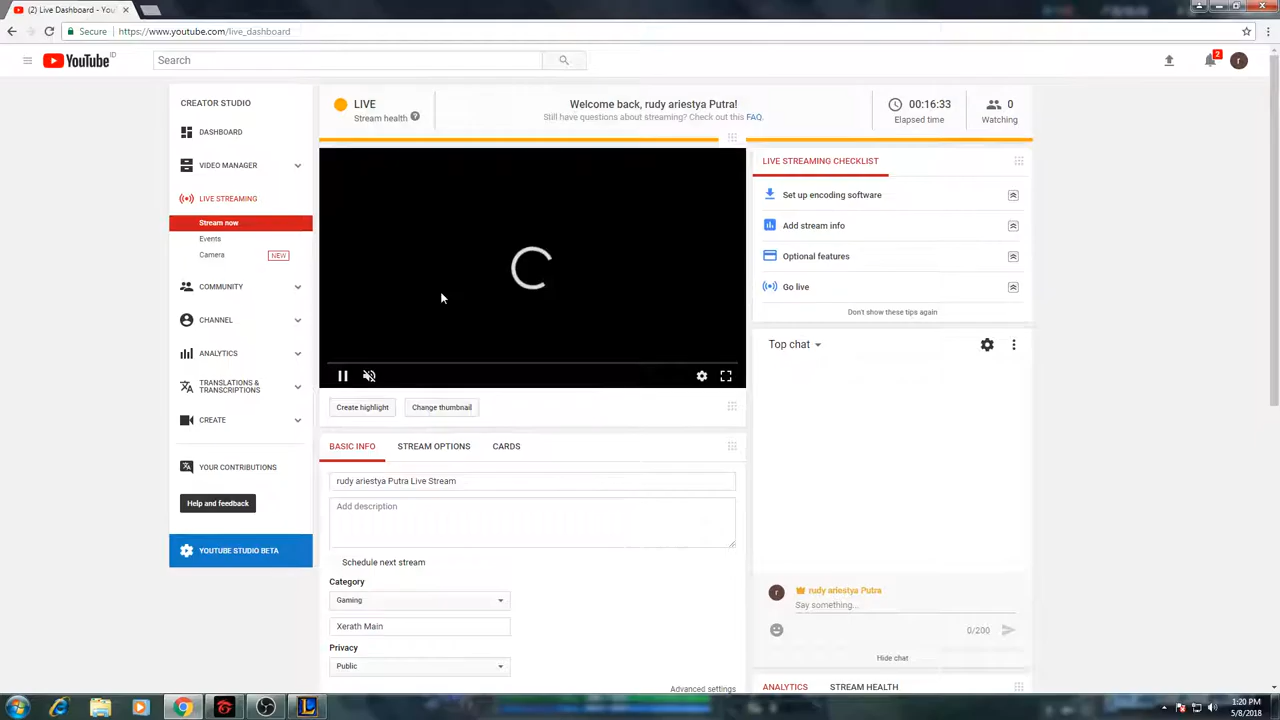 (2) Live Dashboard - You
Secure
https://www.youtube.com/live_dashboard
YouTube ID
Search
2
r
CREATOR STUDIO
DASHBOARD
VIDEO MANAGER
LIVE STREAMING
Stream now
Events
Camera NEW
COMMUNITY
CHANNEL
ANALYTICS
TRANSLATIONS &
TRANSCRIPTIONS
CREATE
YOUR CONTRIBUTIONS
Help and feedback
YOUTUBE STUDIO BETA
LIVE
Stream health ?
Welcome back, rudy ariestya Putra!
Still have questions about streaming? Check out this FAQ.
00:16:33
Elapsed time
0
Watching
Create highlight
Change thumbnail
BASIC INFO
STREAM OPTIONS
CARDS
rudy ariestya Putra Live Stream
Add description
Schedule next stream
Category
Gaming
Xerath Main
Privacy
Public
Advanced settings
LIVE STREAMING CHECKLIST
Set up encoding software
Add stream info
Optional features
Go live
Don't show these tips again
Top chat
r
rudy ariestya Putra
Say something...
0/200
Hide chat
ANALYTICS
STREAM HEALTH
1:20 PM
5/8/2018